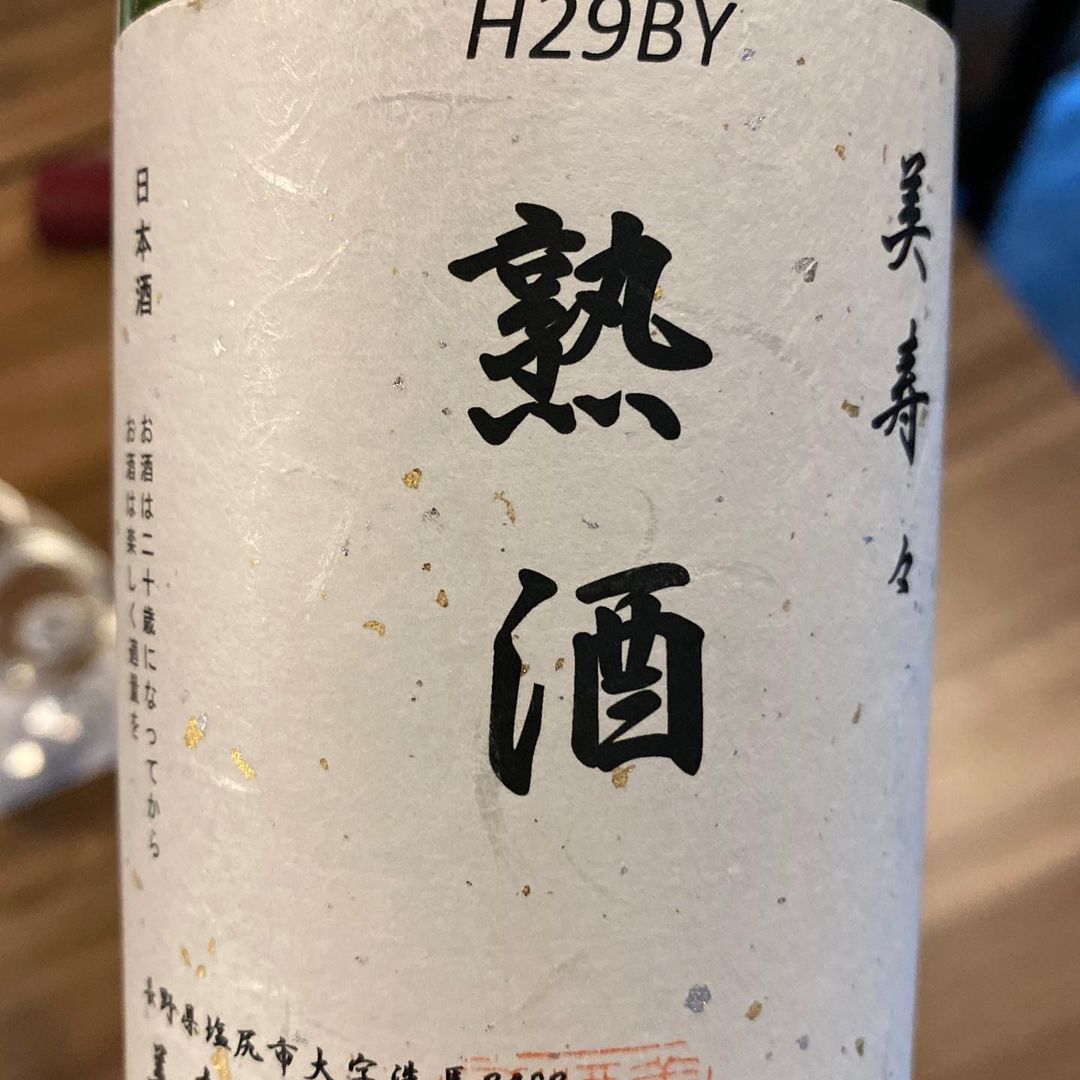 H29BY
美寿々
熟酒
日本酒
お酒は二十歳になってから
お酒は楽しく適量を
長野県塩尻市大字洗馬